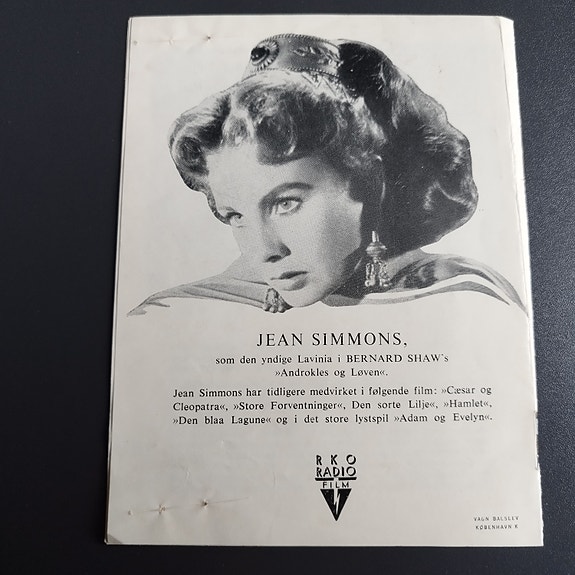 JEAN SIMMONS,
som den yndige Lavinia i BERNARD SHAW's
»Androkles og Løven«.
Jean Simmons har tidligere medvirket i følgende film: »Cæsar og
Cleopatra«, »Store Forventninger«, Den sorte Lilje«, »Hamlet«,
»Den blaa Lagune« og i det store lystspil »Adam og Evelyn«.
RKO
RADIO
FILM
VAGN BALSLEV
KØBENHAVN K